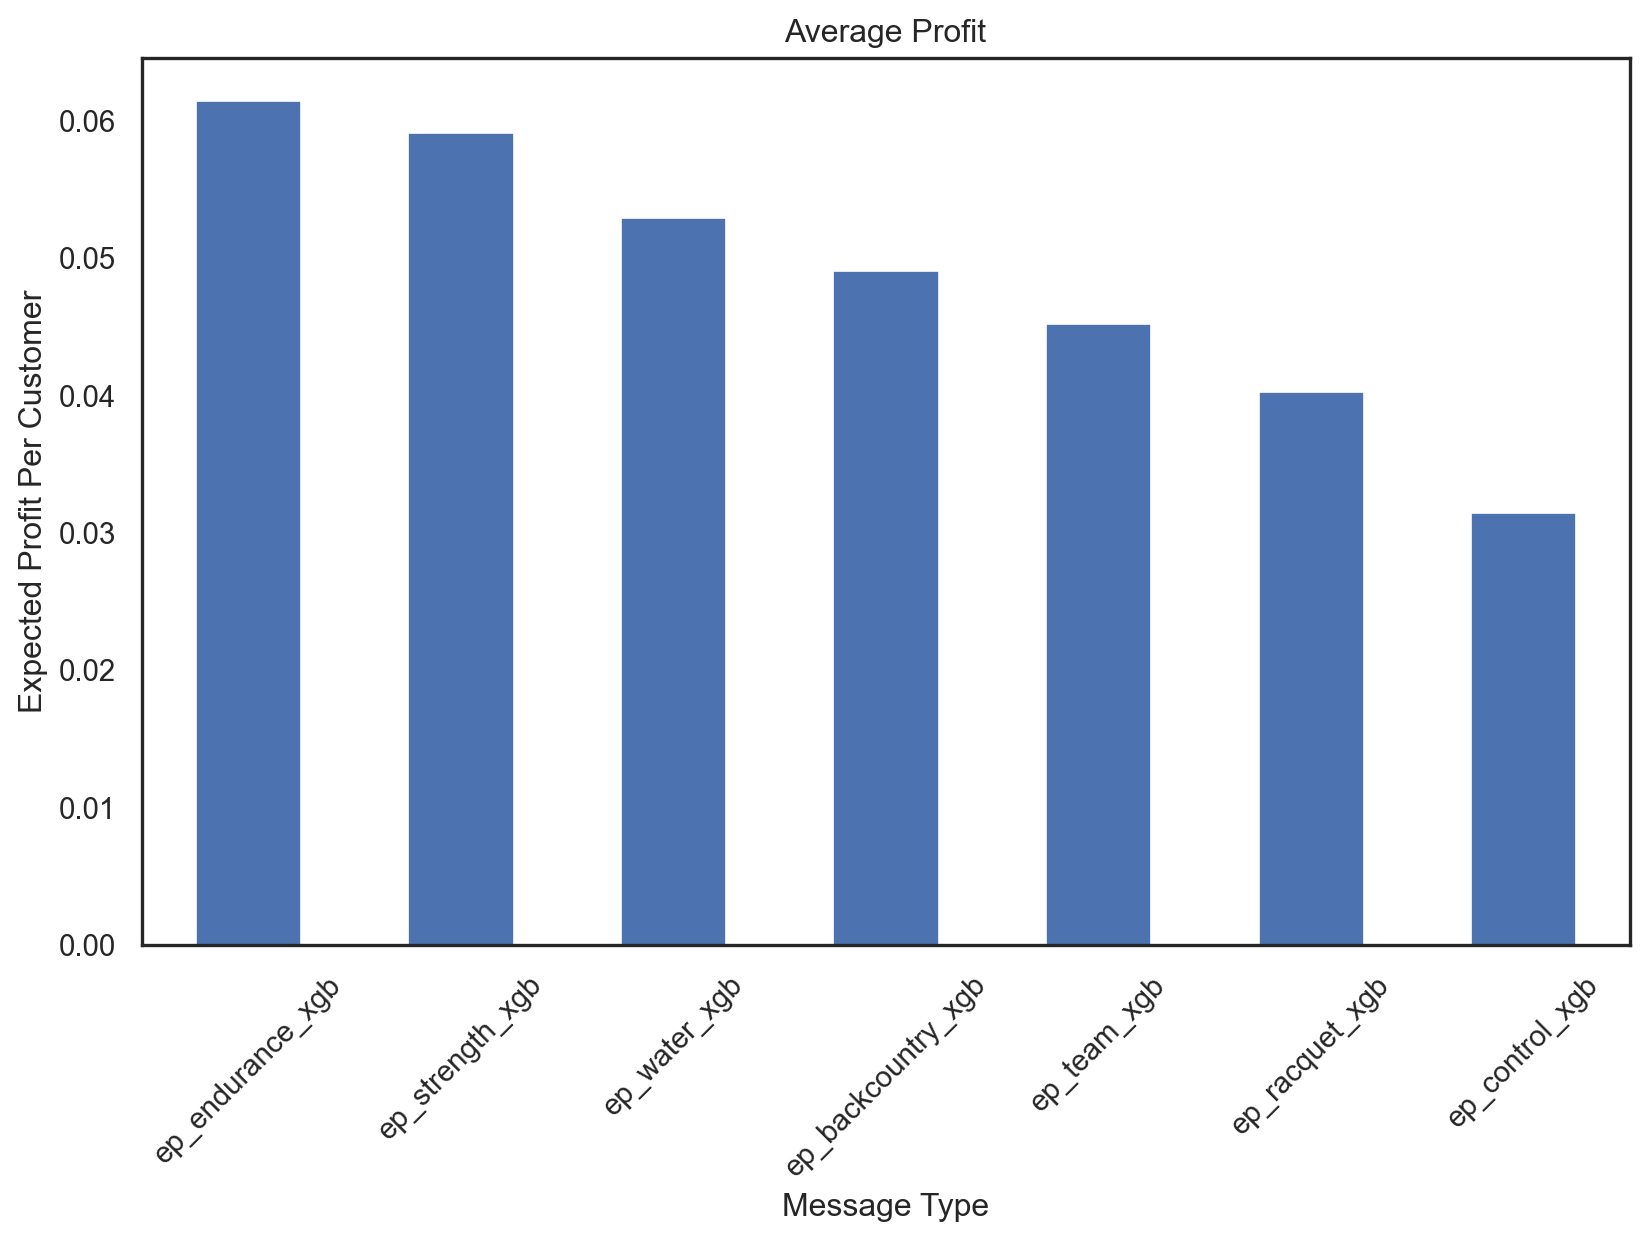 Average Profit
Expected Profit Per Customer
0.06
0.05
0.04
0.03
0.02
0.01
0.00
ep_endurance_xgb
ep_strength_xgb
ep_water_xgb
ep_backcountry_xgb
ep_team_xgb
ep_racquet_xgb
ep_control_xgb
Message Type